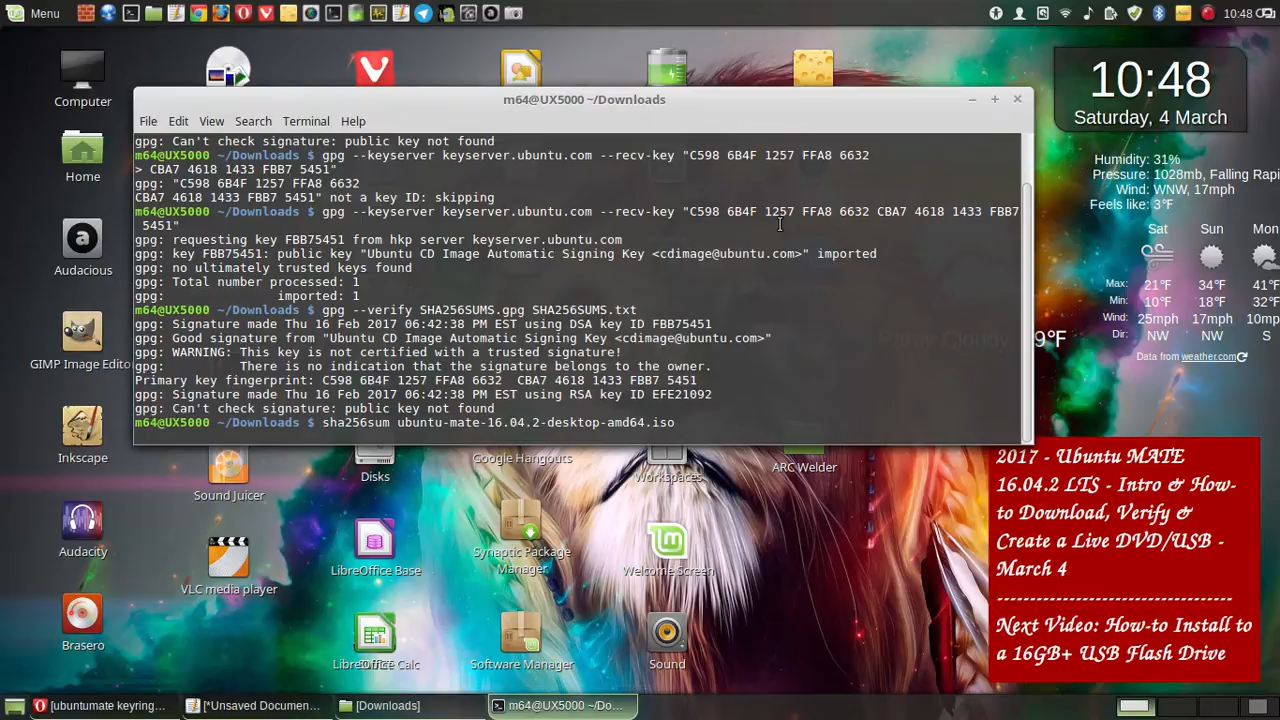 Menu
10:48
m64@UX5000 ~/Downloads
File Edit View Search Terminal Help
gpg: Can't check signature: public key not found
m64@UX5000 ~/Downloads $ gpg --keyserver keyserver.ubuntu.com --recv-key "C598 6B4F 1257 FFA8 6632
> CBA7 4618 1433 FBB7 5451"
gpg: "C598 6B4F 1257 FFA8 6632
CBA7 4618 1433 FBB7 5451" not a key ID: skipping
m64@UX5000 ~/Downloads $ gpg --keyserver keyserver.ubuntu.com --recv-key "C598 6B4F 1257 FFA8 6632 CBA7 4618 1433 FBB7
5451"
gpg: requesting key FBB75451 from hkp server keyserver.ubuntu.com
gpg: key FBB75451: public key "Ubuntu CD Image Automatic Signing Key <cdimage@ubuntu.com>" imported
gpg: no ultimately trusted keys found
gpg: Total number processed: 1
gpg: imported: 1
m64@UX5000 ~/Downloads $ gpg --verify SHA256SUMS.gpg SHA256SUMS.txt
gpg: Signature made Thu 16 Feb 2017 06:42:38 PM EST using DSA key ID FBB75451
gpg: Good signature from "Ubuntu CD Image Automatic Signing Key <cdimage@ubuntu.com>"
gpg: WARNING: This key is not certified with a trusted signature!
gpg: There is no indication that the signature belongs to the owner.
Primary key fingerprint: C598 6B4F 1257 FFA8 6632 CBA7 4618 1433 FBB7 5451
gpg: Signature made Thu 16 Feb 2017 06:42:38 PM EST using RSA key ID EFE21092
gpg: Can't check signature: public key not found
m64@UX5000 ~/Downloads $ sha256sum ubuntu-mate-16.04.2-desktop-amd64.iso
Computer
Home
Audacious
GIMP Image Editor
Inkscape
Audacity
Brasero
Sound Juicer
VLC media player
Disks
LibreOffice Base
LibreOffice Calc
Google Hangouts
Synaptic Package
Manager
Software Manager
Workspaces
Welcome Screen
Sound
ARC Welder
10:48
Saturday, 4 March
Humidity: 31%
Pressure: 1028mb, Falling Rapi
Wind: WNW, 17mph
Feels like: 3°F
Sat Sun Mon
Max: 21°F 34°F 41°F
Min: 10°F 18°F 32°F
Wind: 25mph 17mph 10mp
Dir: NW NW S
Data from weather.com
9°F
Partly Cloudy
2017 - Ubuntu MATE
16.04.2 LTS - Intro & How-
to Download, Verify &
Create a Live DVD/USB -
March 4
-----------------------------------
Next Video: How-to Install to
a 16GB+ USB Flash Drive
[ubuntumate keyring...
[*Unsaved Documen...
[Downloads]
m64@UX5000 ~/Do...